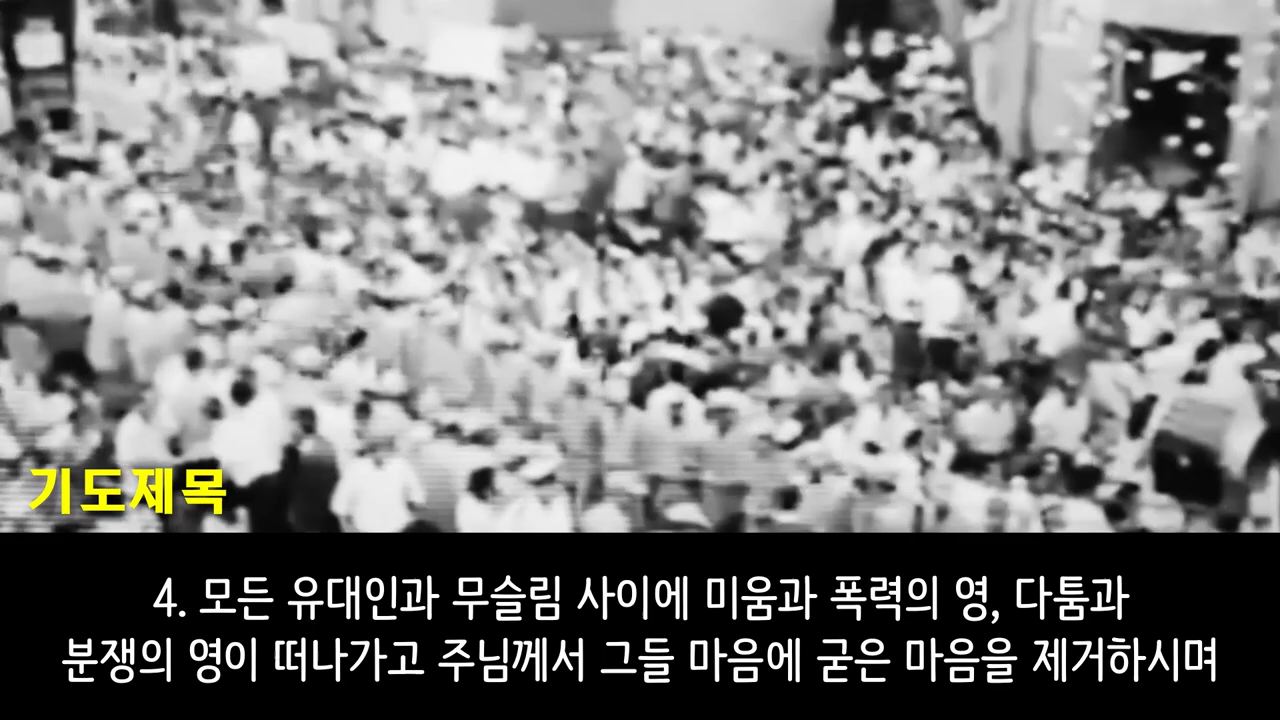 기도제목
4. 모든 유대인과 무슬림 사이에 미움과 폭력의 영, 다툼과
분쟁의 영이 떠나가고 주님께서 그들 마음에 굳은 마음을 제거하시며